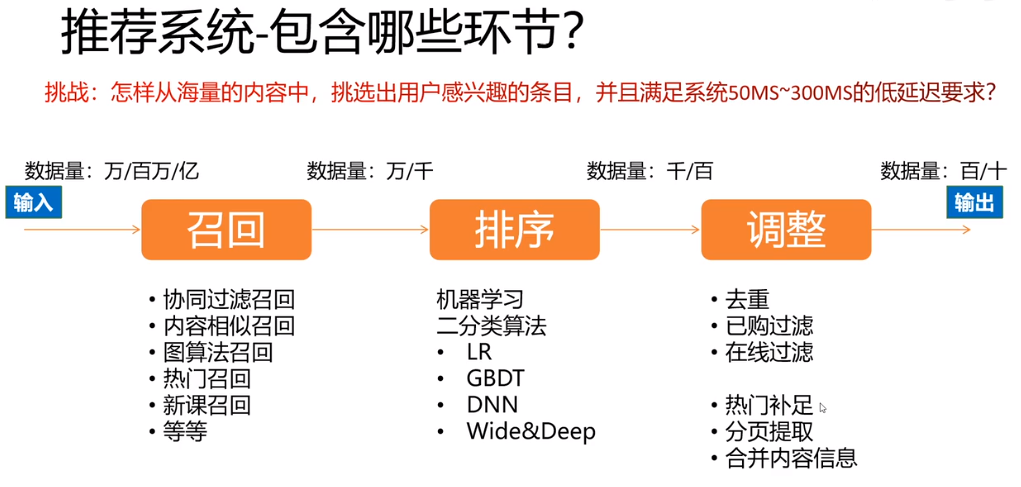 推荐系统-包含哪些环节？
挑战：怎样从海量的内容中，挑选出用户感兴趣的条目，并且满足系统50MS~300MS的低延迟要求？
数据量：万/百万/亿
数据量：万/千
数据量：千/百
数据量：百/十
输入
召回
排序
调整
输出
• 协同过滤召回
• 内容相似召回
• 图算法召回
• 热门召回
• 新课召回
• 等等
机器学习
二分类算法
• LR
• GBDT
• DNN
• Wide&Deep
• 去重
• 已购过滤
• 在线过滤
• 热门补足
• 分页提取
• 合并内容信息